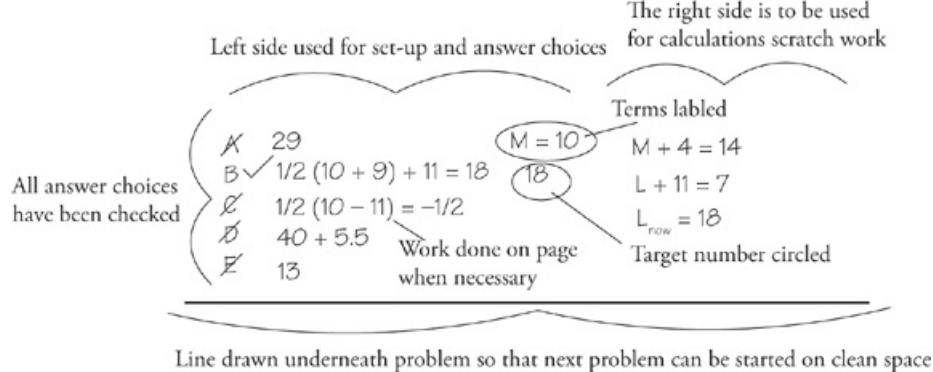 The right side is to be used
for calculations scratch work
Left side used for set-up and answer choices
Terms labled
A 29
M = 10
M + 4 = 14
B 1/2 (10 + 9) + 11 = 18
18
L + 11 = 7
All answer choices
have been checked
C 1/2 (10 – 11) = –1/2
L now = 18
D 40 + 5.5
Work done on page
when necessary
Target number circled
E 13
Line drawn underneath problem so that next problem can be started on clean space